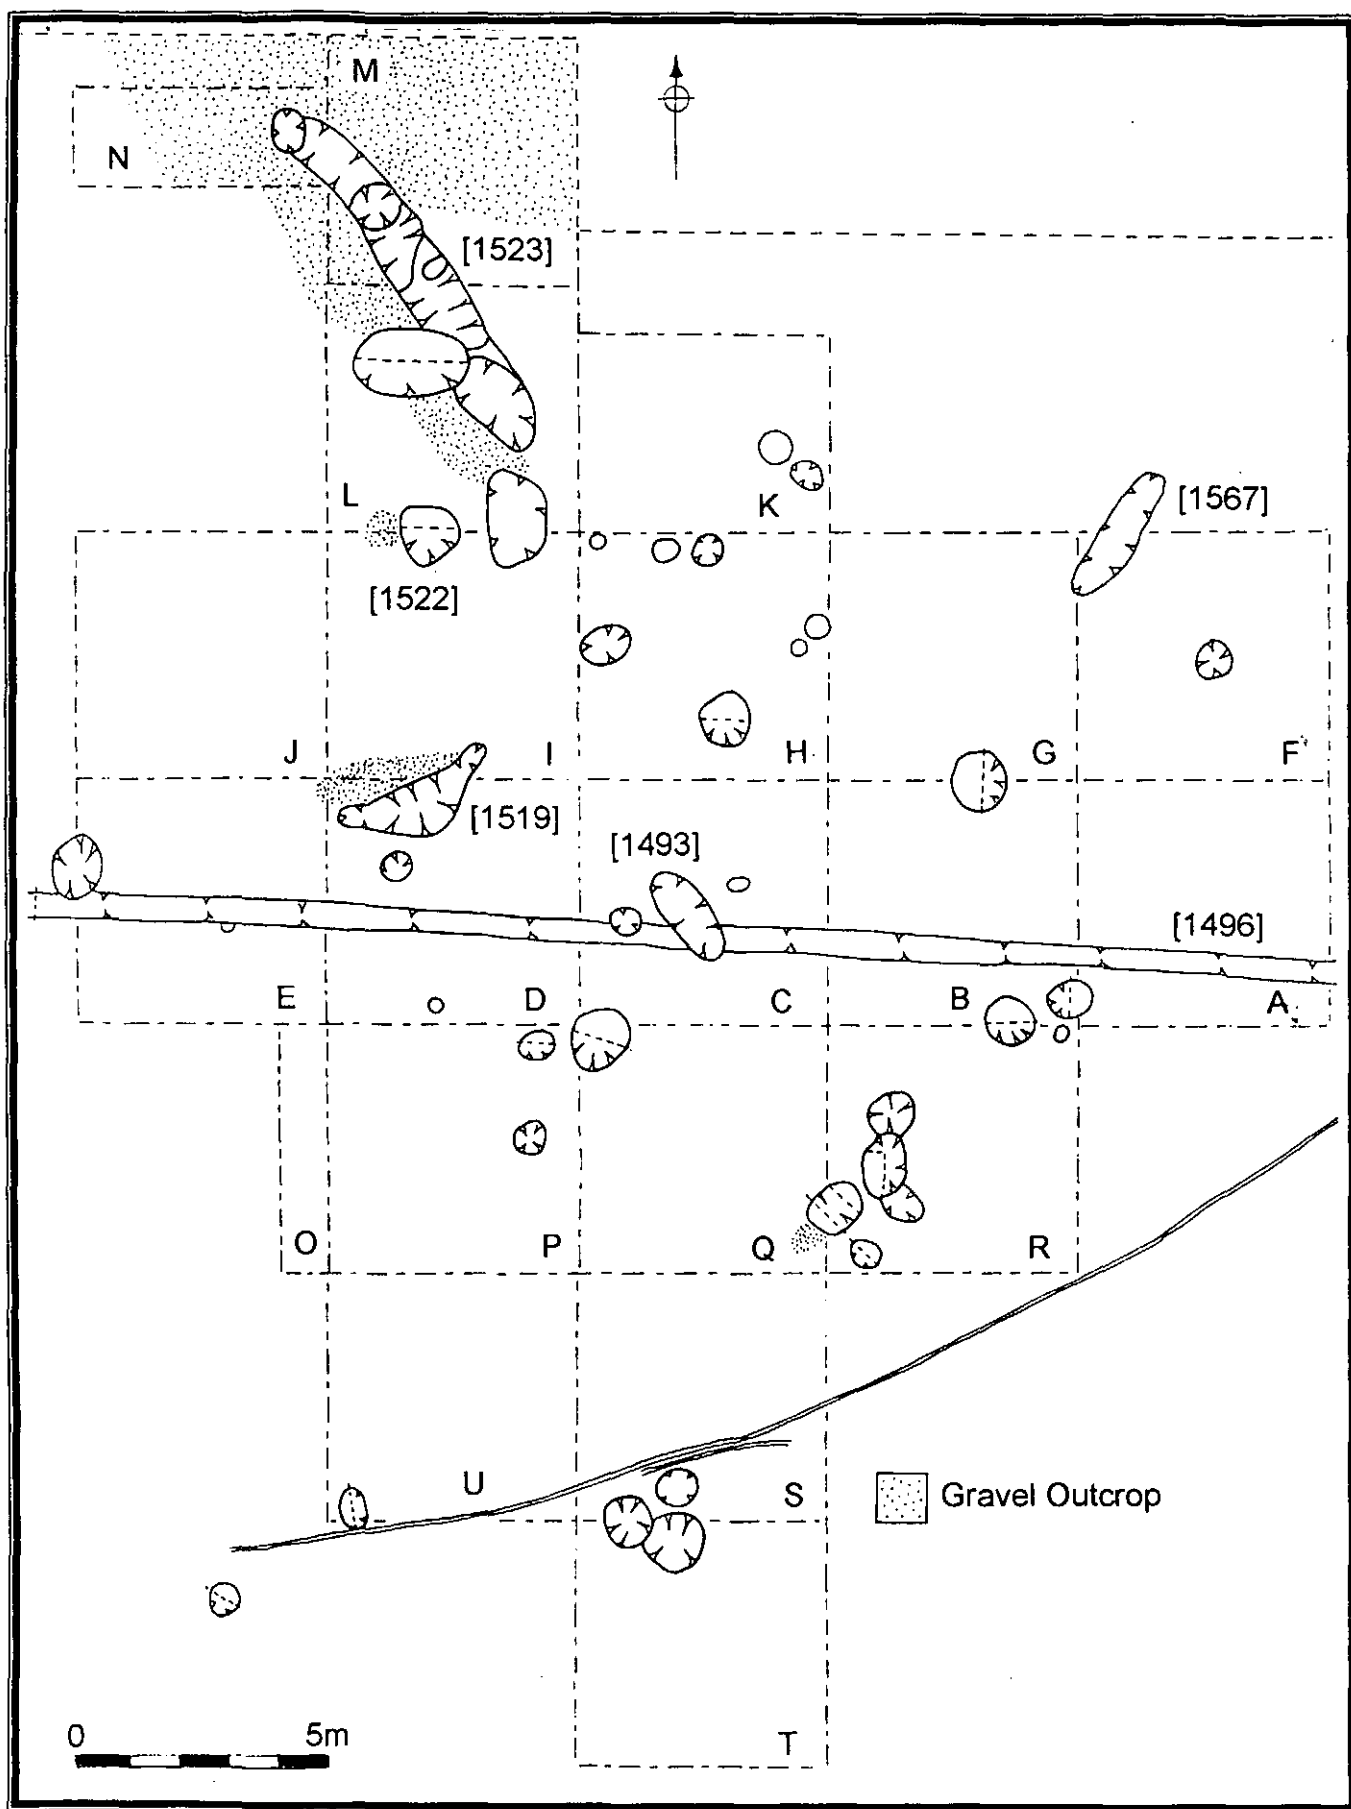 M
N
[1523]
L
K
[1567]
[1522]
J
I
H
G
F
[1519]
[1493]
[1496]
E
D
C
B
A
O
P
Q
R
U
S
Gravel Outcrop
0
5m
T